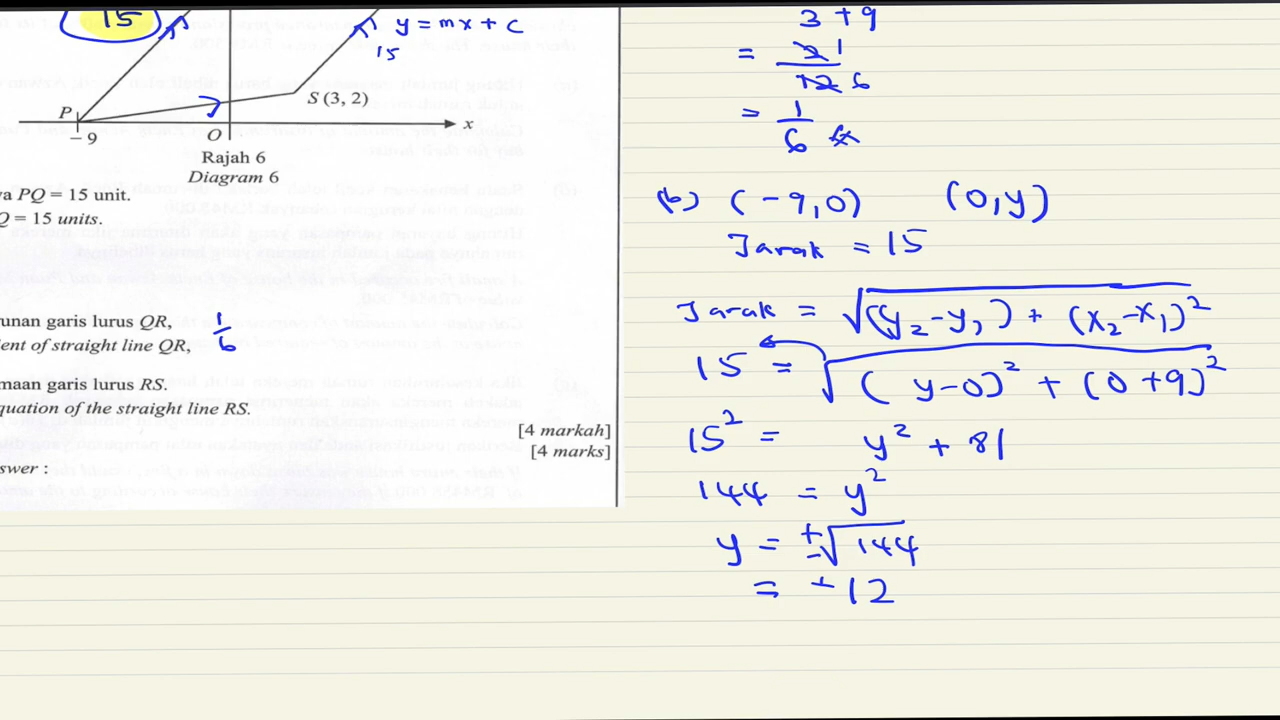 15
y = mx + c
15
S (3, 2)
P
x
– 9
O
Rajah 6
Diagram 6
a PQ = 15 unit.
Q = 15 units.
unan garis lurus QR,
ient of straight line QR,
1/6
maan garis lurus RS.
quation of the straight line RS.
[4 markah]
[4 marks]
swer :
3 + 9
= 2 1 / 12 6
= 1/6
(b) (-9,0) (0,y)
Jarak = 15
Jarak = √(y₂-y₁) + (x₂-x₁)²
15 = √(y-0)² + (0+9)²
15² = y² + 81
144 = y²
y = ±√144
= ±12